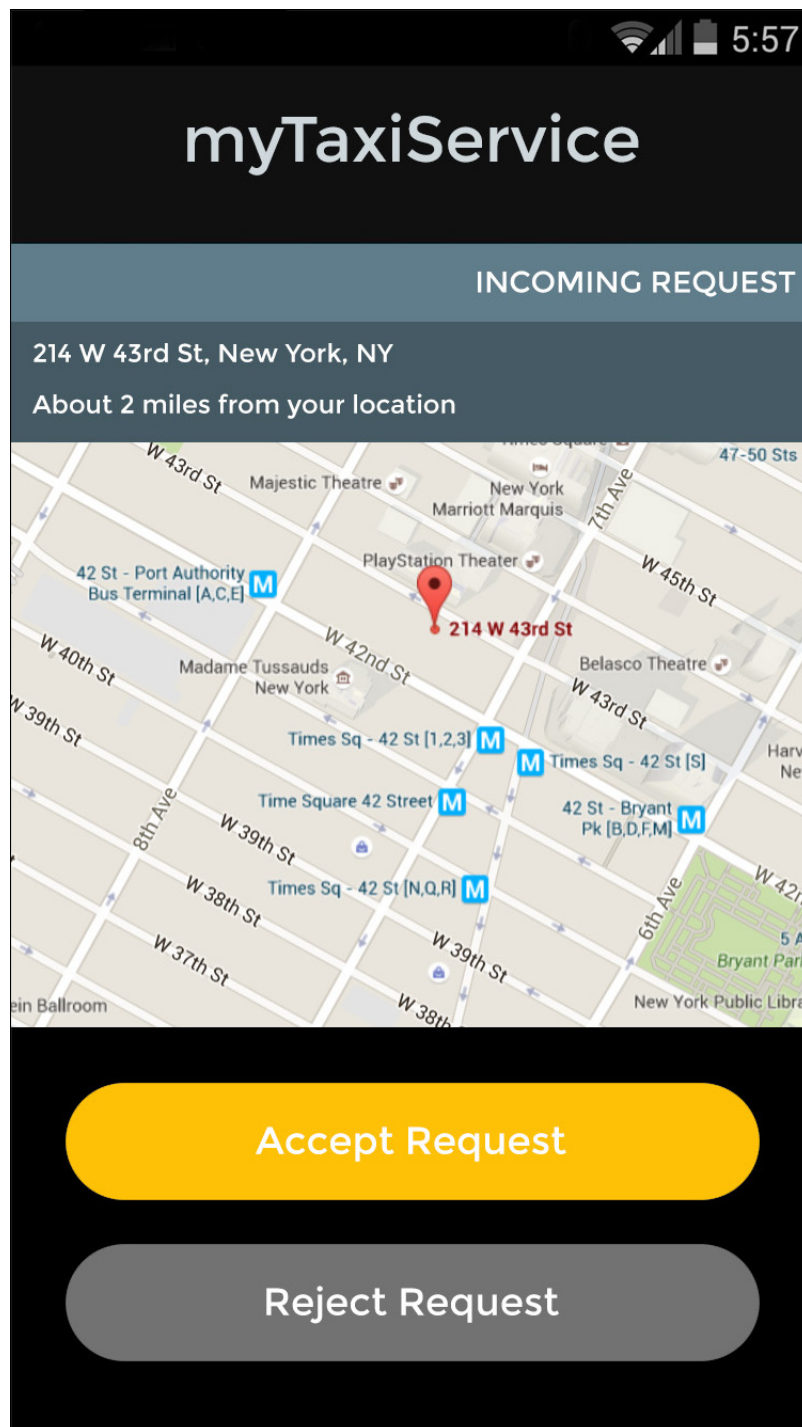 5:57
myTaxiService
INCOMING REQUEST
214 W 43rd St, New York, NY
About 2 miles from your location
47-50 Sts
W 43rd St
Majestic Theatre
New York
Marriott Marquis
7th Ave
PlayStation Theater
W 45th St
42 St - Port Authority
Bus Terminal [A,C,E]
M
214 W 43rd St
W 42nd St
W 40th St
Madame Tussauds
New York
Belasco Theatre
W 43rd St
W 39th St
Times Sq - 42 St [1,2,3] M
M Times Sq - 42 St [S]
Time Square 42 Street M
42 St - Bryant
Pk [B,D,F,M]
M
8th Ave
W 39th St
W 38th St
Times Sq - 42 St [N,Q,R] M
6th Ave
W 37th St
W 39th St
Bryant
ein Ballroom
W 38th
New York Public
Accept Request
Reject Request